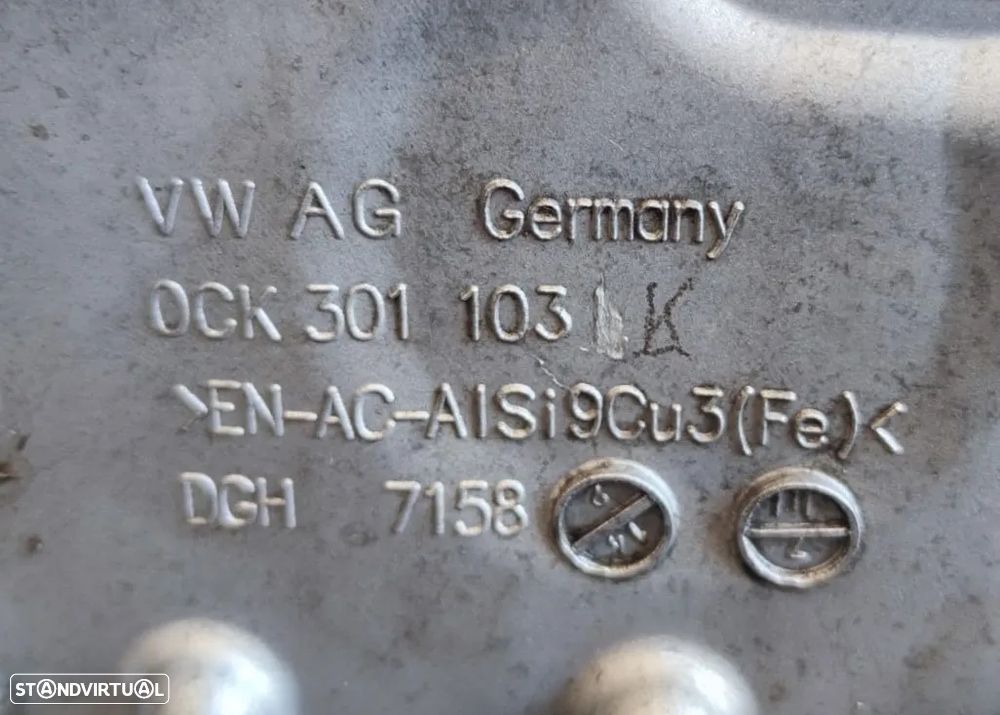 VW AG Germany
0CK 301 103 K
>EN-AC-AlSi9Cu3(Fe)<
DGH 7158
STANDVIRTUAL